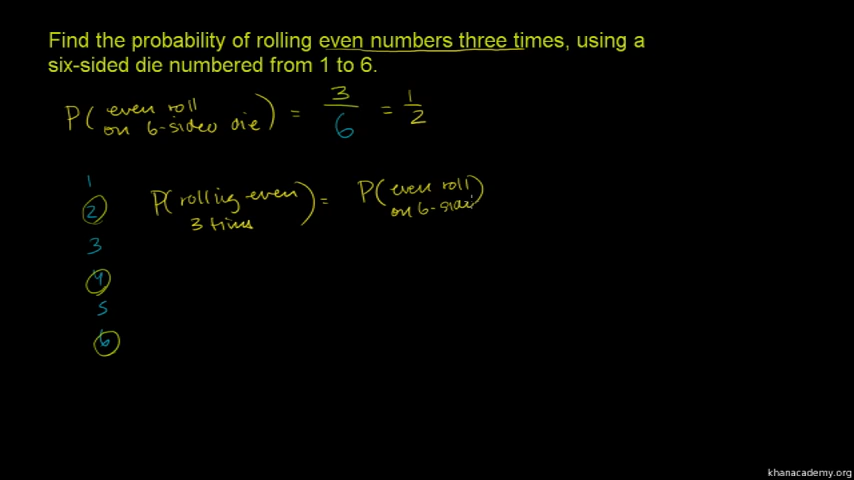 Find the probability of rolling even numbers three times, using a
six-sided die numbered from 1 to 6.
P(even roll on 6-sided die) = 3/6 = 1/2
1
2
3
4
5
6
P(rolling even 3 times) = P(even roll on 6-side)
khanacademy.org